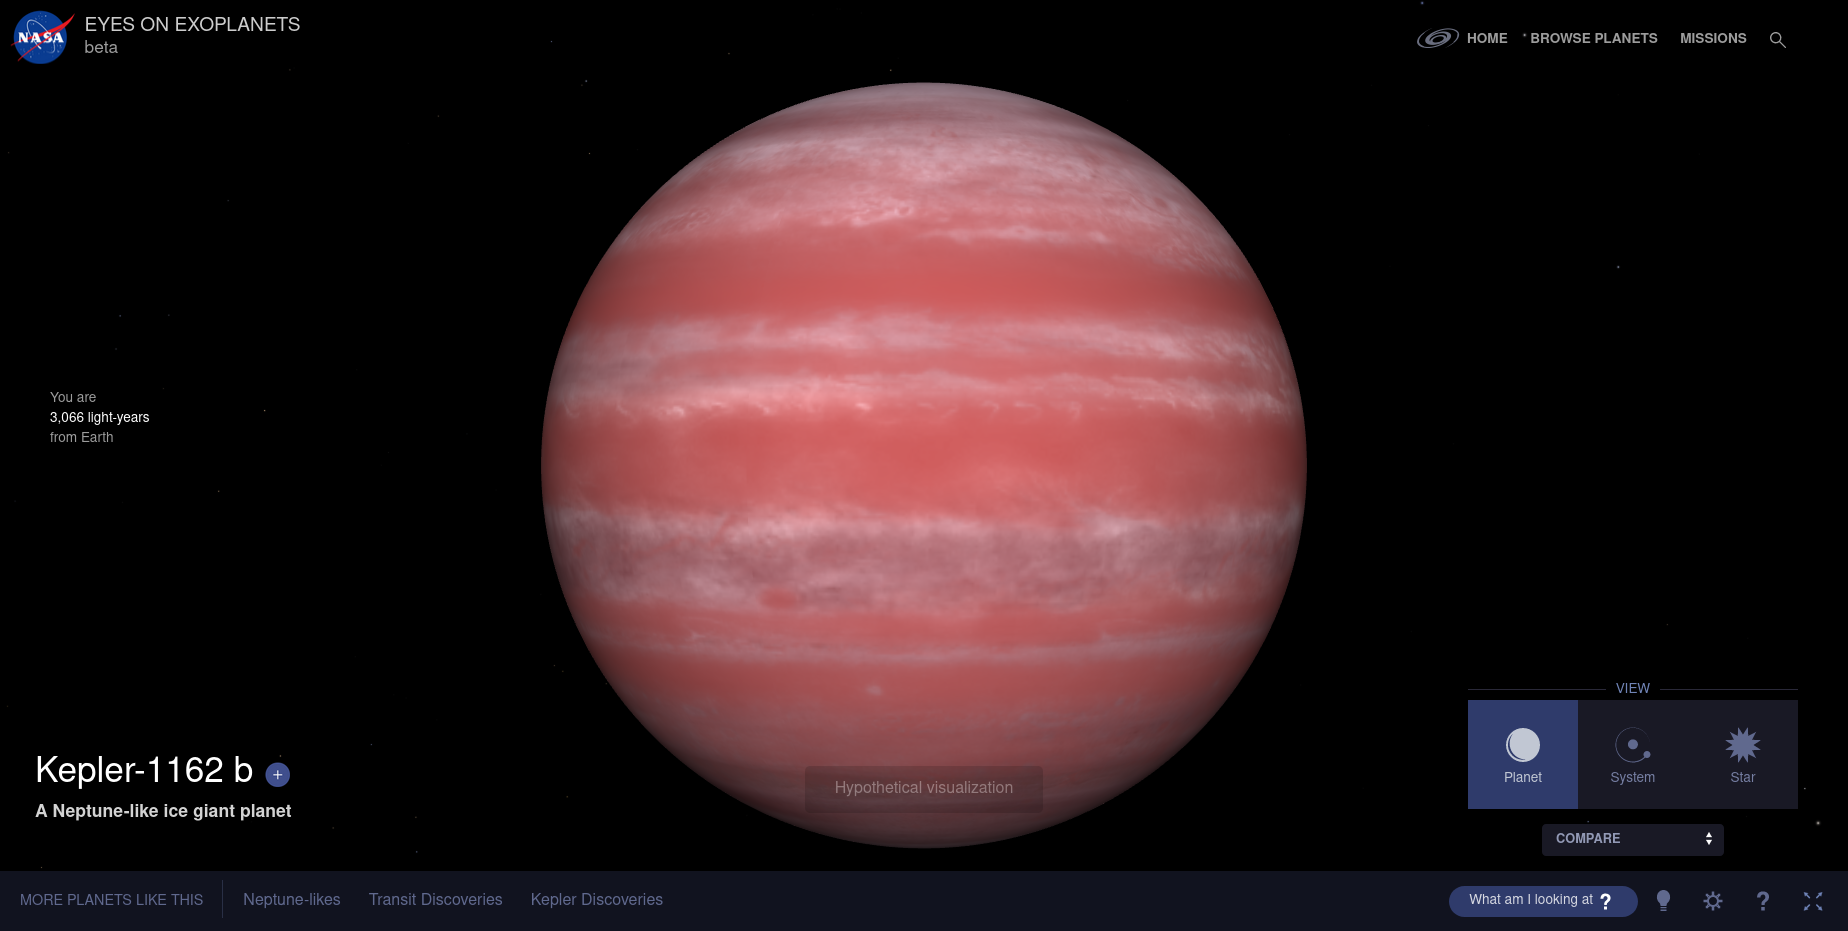 NASA
EYES ON EXOPLANETS
beta
HOME
BROWSE PLANETS
MISSIONS
You are
3,066 light-years
from Earth
Kepler-1162 b +
A Neptune-like ice giant planet
Hypothetical visualization
VIEW
Planet
System
Star
COMPARE
MORE PLANETS LIKE THIS
Neptune-likes
Transit Discoveries
Kepler Discoveries
What am I looking at ?
?